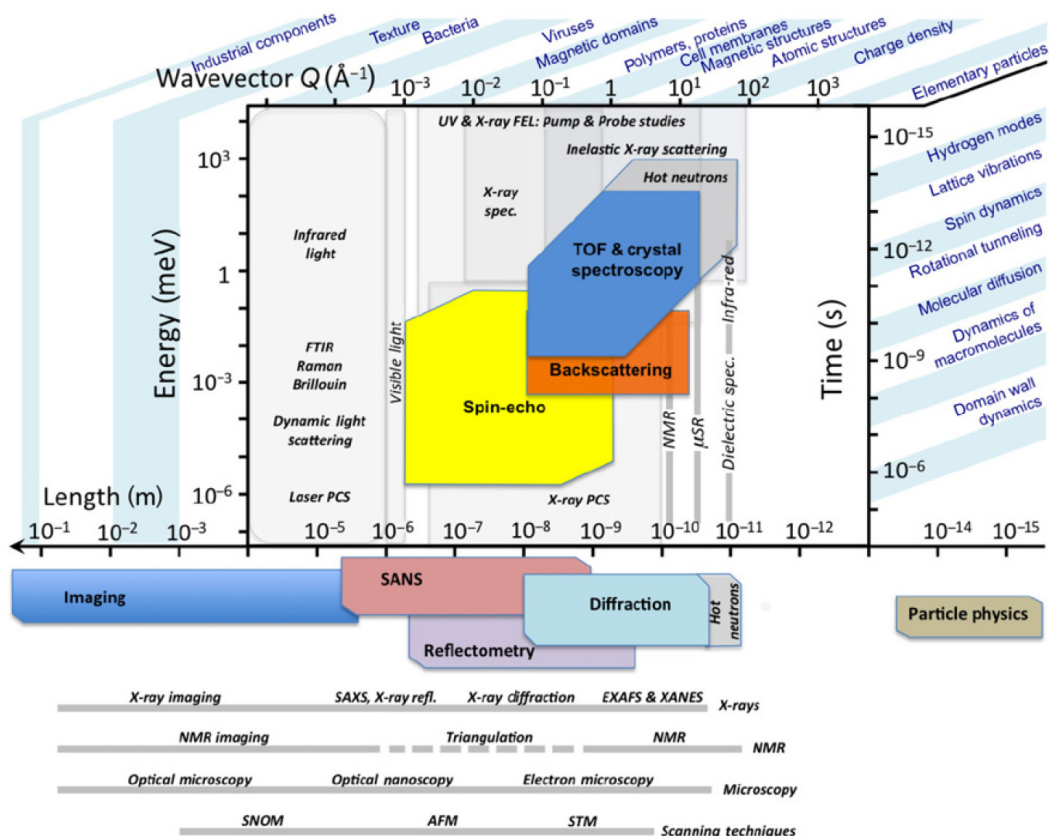 Industrial components
Texture
Bacteria
Viruses
Magnetic domains
Polymers, proteins
Cell membranes
Magnetic structures
Atomic structures
Charge density
Elementary particles
Wavevector Q (Å⁻¹)
10⁻³
10⁻²
10⁻¹
1
10¹
10²
10³
UV & X-ray FEL: Pump & Probe studies
Inelastic X-ray scattering
Hot neutrons
X-ray
spec.
TOF & crystal
spectroscopy
Infrared
light
FTIR
Raman
Brillouin
Dynamic light
scattering
Laser PCS
Visible light
Spin-echo
Backscattering
X-ray PCS
NMR
μSR
Dielectric spec.
Infra-red
Energy (meV)
10³
1
10⁻³
10⁻⁶
Time (s)
10⁻¹⁵
10⁻¹²
10⁻⁹
10⁻⁶
Hydrogen modes
Lattice vibrations
Spin dynamics
Rotational tunneling
Molecular diffusion
Dynamics of
macromolecules
Domain wall
dynamics
Length (m)
10⁻¹
10⁻²
10⁻³
10⁻⁵
10⁻⁶
10⁻⁷
10⁻⁸
10⁻⁹
10⁻¹⁰
10⁻¹¹
10⁻¹²
10⁻¹⁴
10⁻¹⁵
Imaging
SANS
Diffraction
Hot
neutrons
Reflectometry
Particle physics
X-ray imaging
SAXS, X-ray refl.
X-ray diffraction
EXAFS & XANES
X-rays
NMR imaging
Triangulation
NMR
NMR
Optical microscopy
Optical nanoscopy
Electron microscopy
Microscopy
SNOM
AFM
STM
Scanning techniques